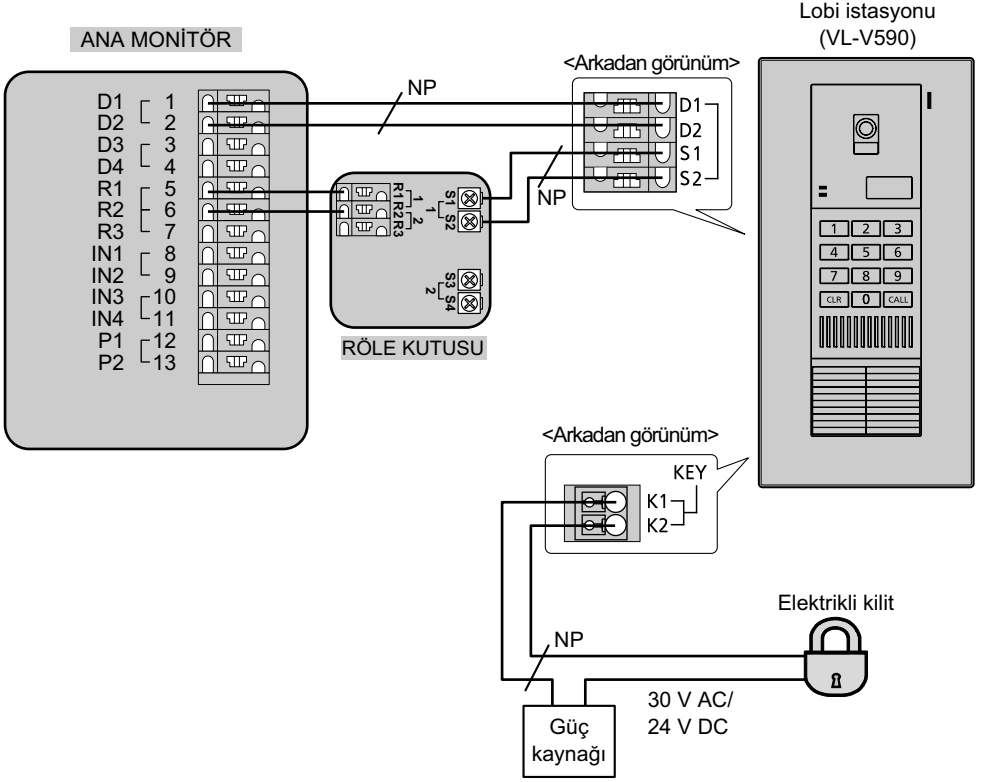 Lobi istasyonu
(VL-V590)
ANA MONİTÖR
<Arkadan görünüm>
NP
D1 1
D2 2
D3 3
D4 4
R1 5
R2 6
R3 7
IN1 8
IN2 9
IN3 10
IN4 11
P1 12
P2 13
D1
D2
S1
S2
NP
R1
R2
R3
1
2
S1
S2
1
S3
S4
2
RÖLE KUTUSU
1 2 3
4 5 6
7 8 9
CLR 0 CALL
<Arkadan görünüm>
KEY
K1
K2
Elektrikli kilit
NP
30 V AC/
24 V DC
Güç
kaynağı